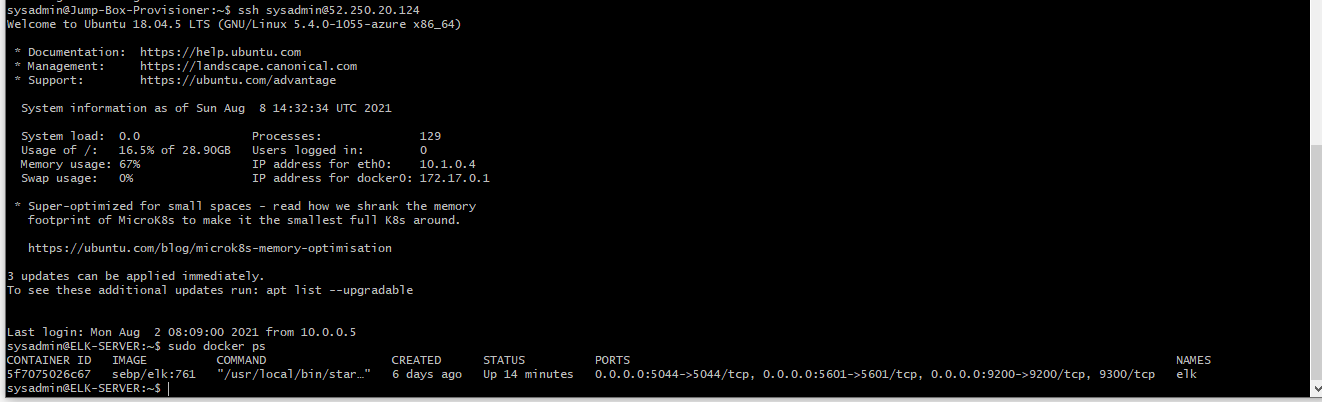 sysadmin@Jump-Box-Provisioner:~$ ssh sysadmin@52.250.20.124
Welcome to Ubuntu 18.04.5 LTS (GNU/Linux 5.4.0-1055-azure x86_64)
* Documentation: https://help.ubuntu.com
* Management: https://landscape.canonical.com
* Support: https://ubuntu.com/advantage
System information as of Sun Aug 8 14:32:34 UTC 2021
System load: 0.0 Processes: 129
Usage of /: 16.5% of 28.90GB Users logged in: 0
Memory usage: 67% IP address for eth0: 10.1.0.4
Swap usage: 0% IP address for docker0: 172.17.0.1
* Super-optimized for small spaces - read how we shrank the memory
footprint of MicroK8s to make it the smallest full K8s around.
https://ubuntu.com/blog/microk8s-memory-optimisation
3 updates can be applied immediately.
To see these additional updates run: apt list --upgradable
Last login: Mon Aug 2 08:09:00 2021 from 10.0.0.5
sysadmin@ELK-SERVER:~$ sudo docker ps
CONTAINER ID IMAGE COMMAND CREATED STATUS PORTS NAMES
5f7075026c67 sebp/elk:761 "/usr/local/bin/star…" 6 days ago Up 14 minutes 0.0.0.0:5044->5044/tcp, 0.0.0.0:5601->5601/tcp, 0.0.0.0:9200->9200/tcp, 9300/tcp elk
sysadmin@ELK-SERVER:~$